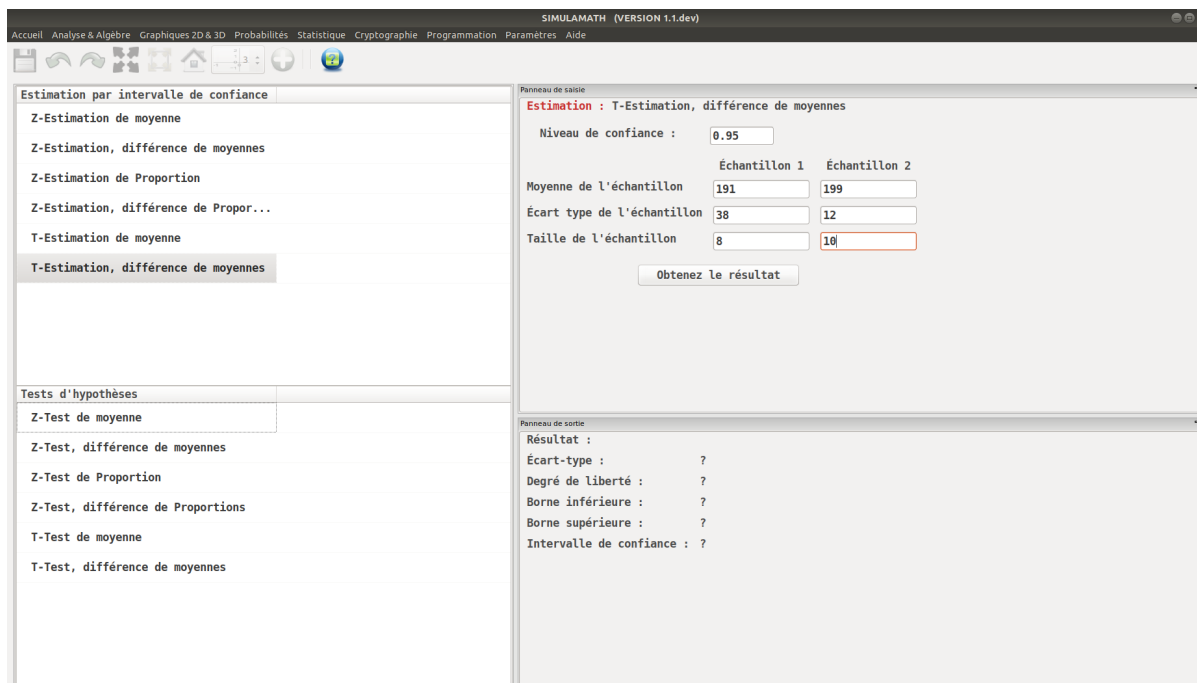 SIMULAMATH (VERSION 1.1.dev)
Accueil Analyse & Algèbre Graphiques 2D & 3D Probabilités Statistique Cryptographie Programmation Paramètres Aide
3
Estimation par intervalle de confiance
Z-Estimation de moyenne
Z-Estimation, différence de moyennes
Z-Estimation de Proportion
Z-Estimation, différence de Propor...
T-Estimation de moyenne
T-Estimation, différence de moyennes
Tests d'hypothèses
Z-Test de moyenne
Z-Test, différence de moyennes
Z-Test de Proportion
Z-Test, différence de Proportions
T-Test de moyenne
T-Test, différence de moyennes
Panneau de saisie
Estimation : T-Estimation, différence de moyennes
Niveau de confiance : 0.95
Échantillon 1 Échantillon 2
Moyenne de l'échantillon 191 199
Écart type de l'échantillon 38 12
Taille de l'échantillon 8 10
Obtenez le résultat
Panneau de sortie
Résultat :
Écart-type : ?
Degré de liberté : ?
Borne inférieure : ?
Borne supérieure : ?
Intervalle de confiance : ?